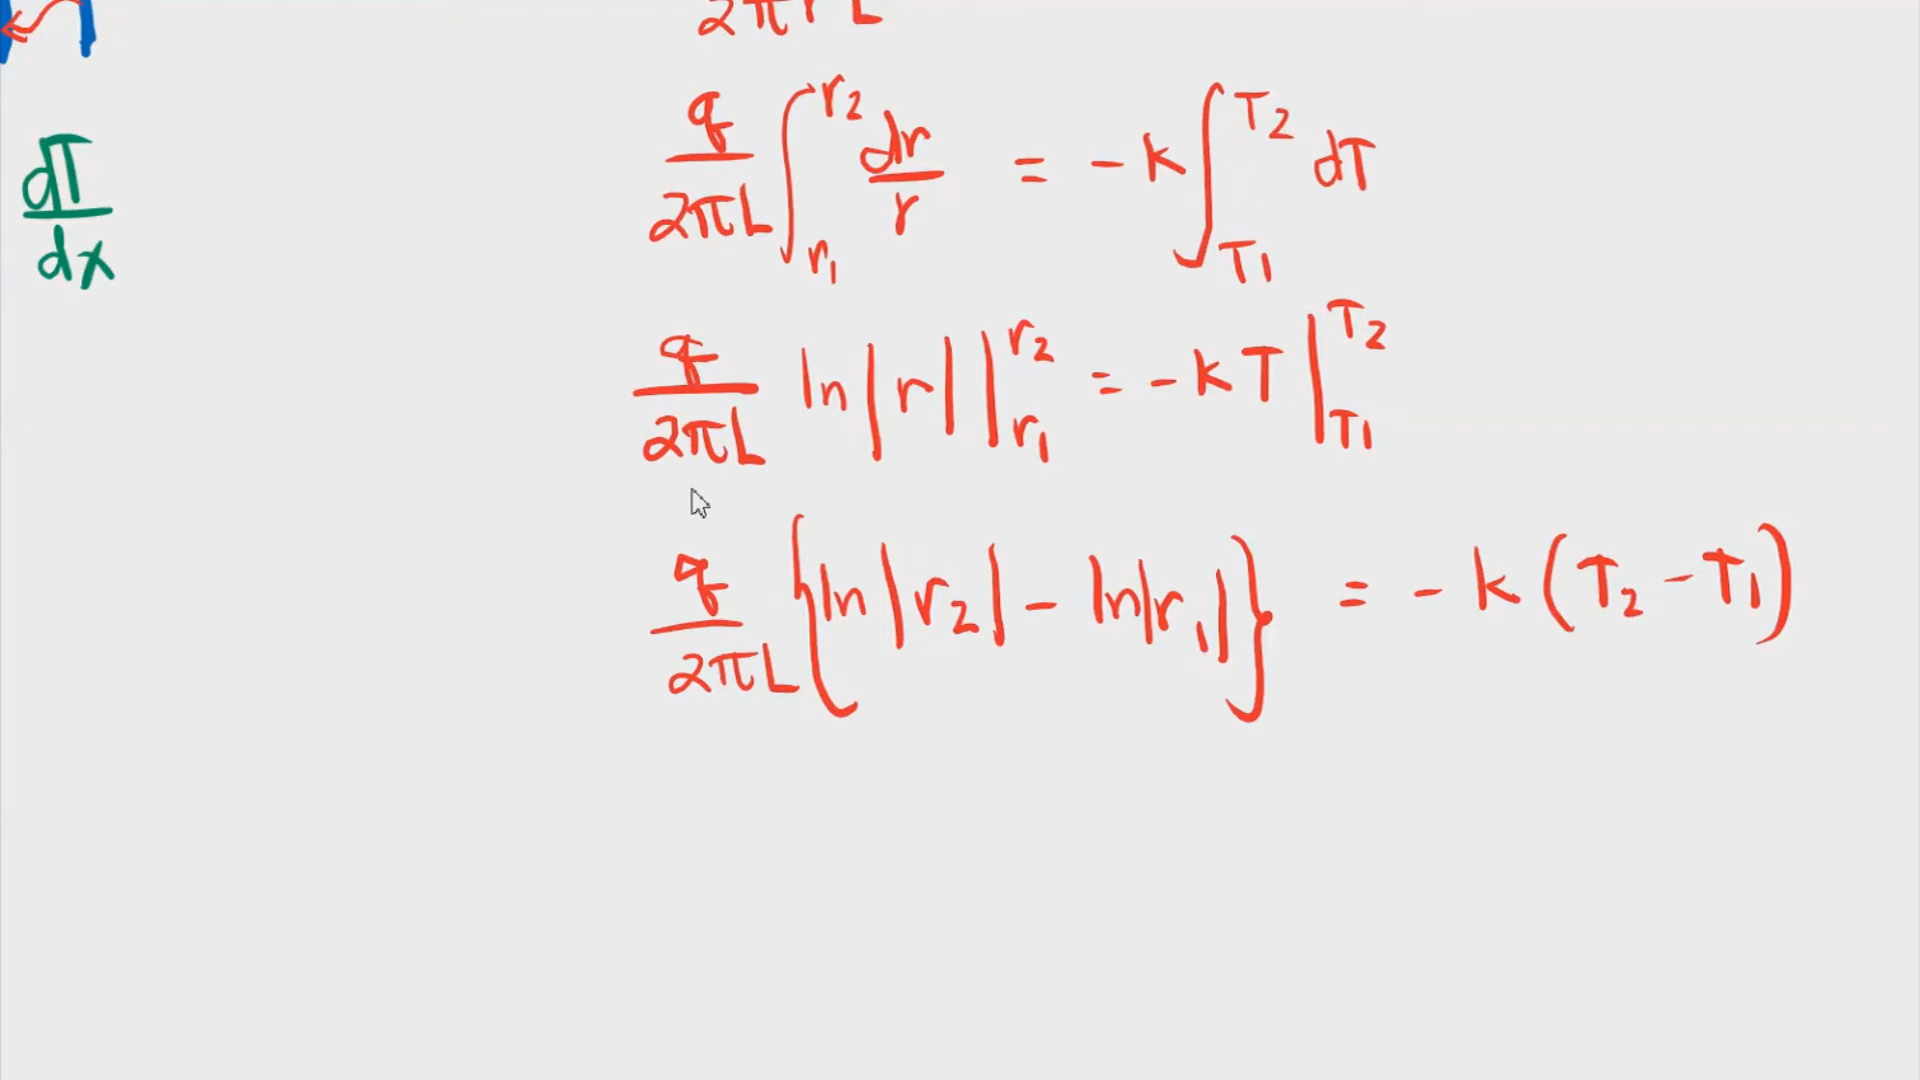 2πrL
q/2πL ∫_{r1}^{r2} dr/r = -k ∫_{T1}^{T2} dT
dT/dx
q/2πL ln|r| |_{r1}^{r2} = -kT |_{T1}^{T2}
q/2πL {ln|r2| - ln|r1|} = -k(T2 - T1)